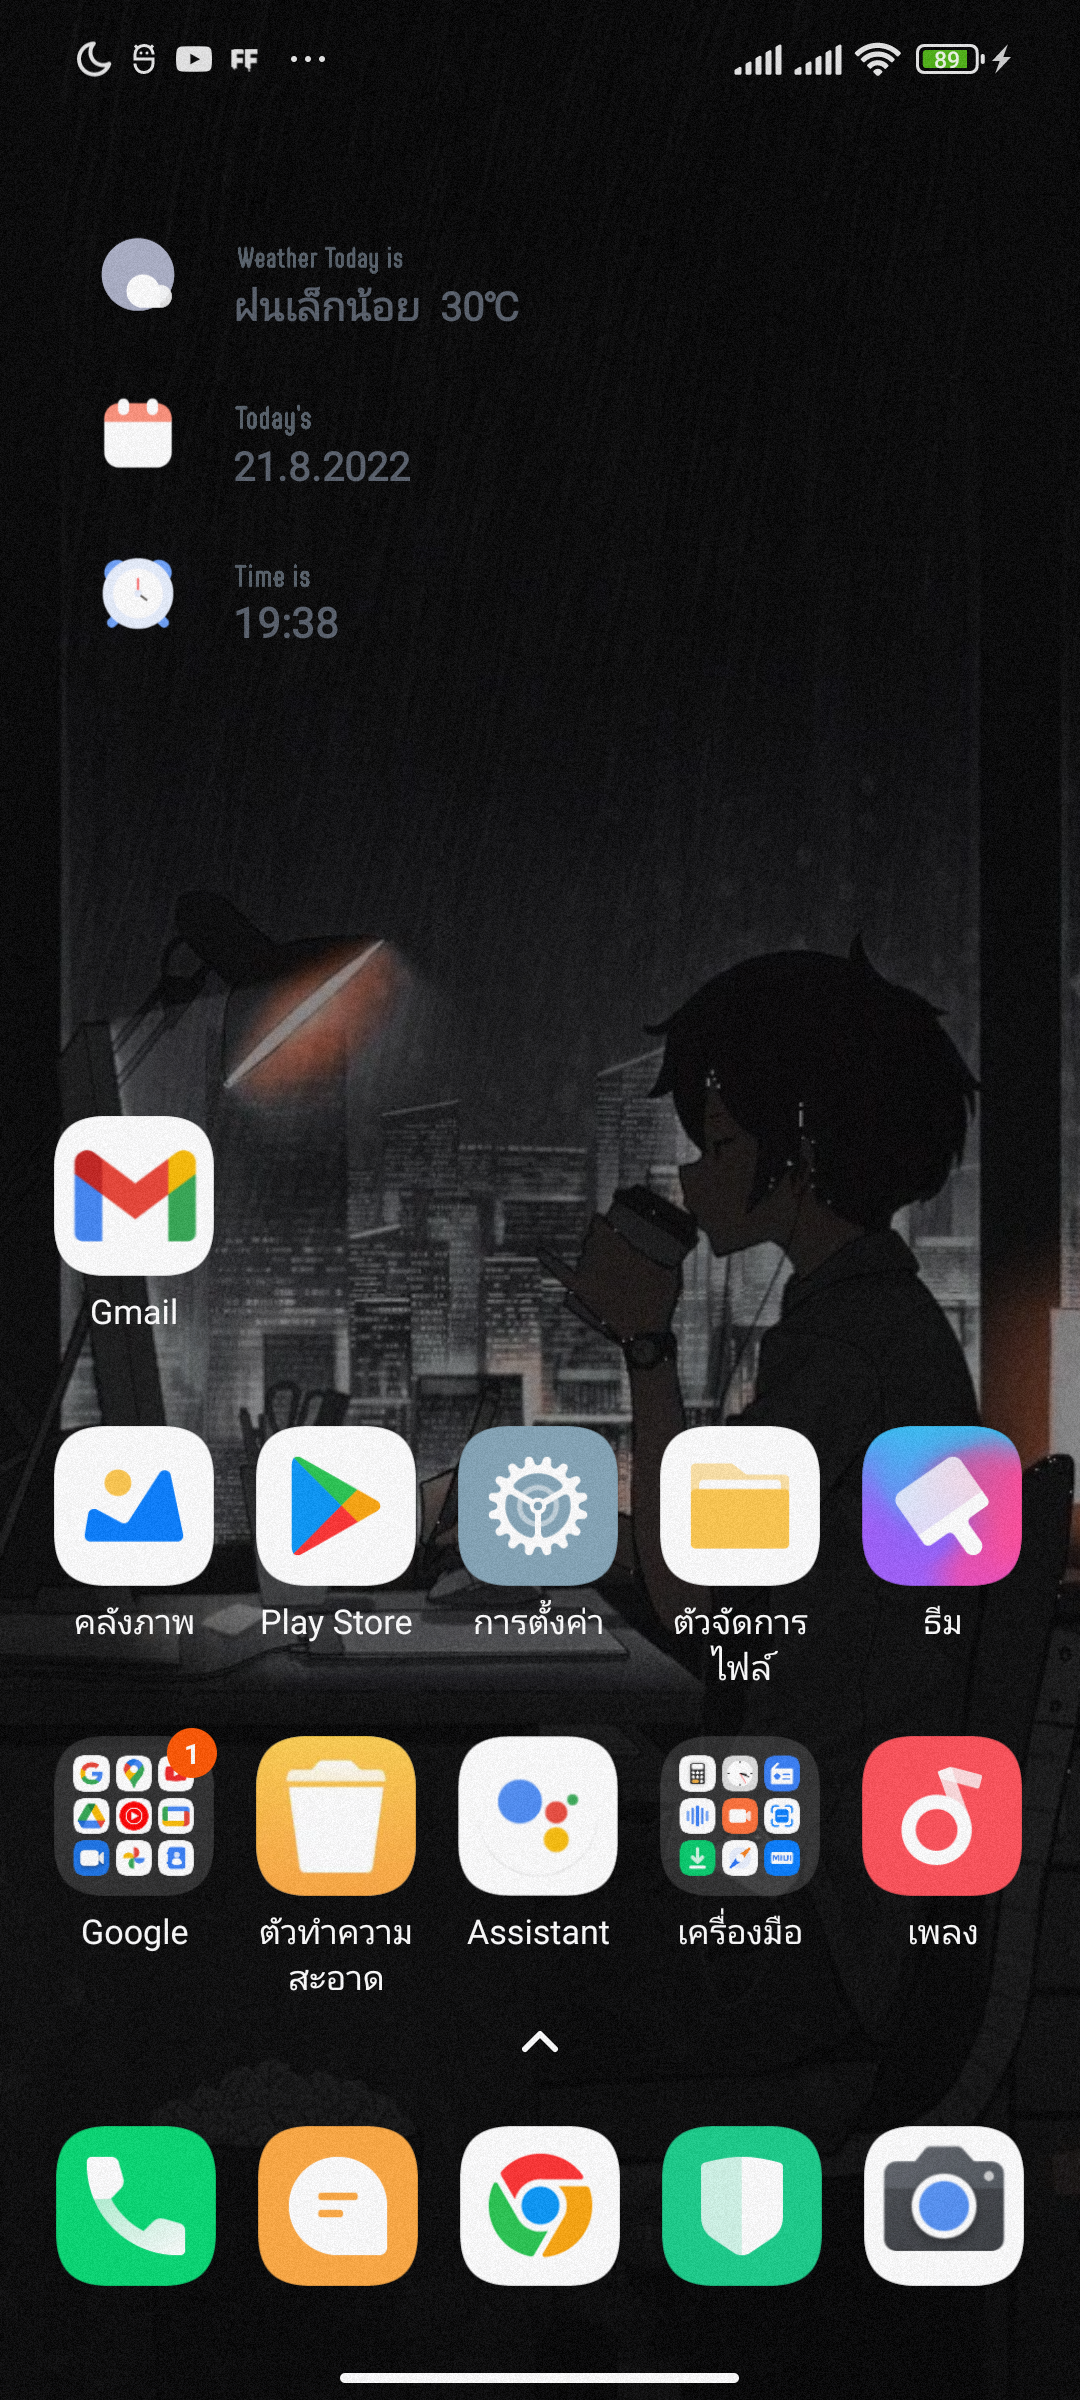 FF
89
Weather Today is
ฝนเล็กน้อย 30℃
Today's
21.8.2022
Time is
19:38
Gmail
คลังภาพ
Play Store
การตั้งค่า
ตัวจัดการ
ไฟล์
ธีม
1
MIUI
Google
ตัวทำความ
สะอาด
Assistant
เครื่องมือ
เพลง